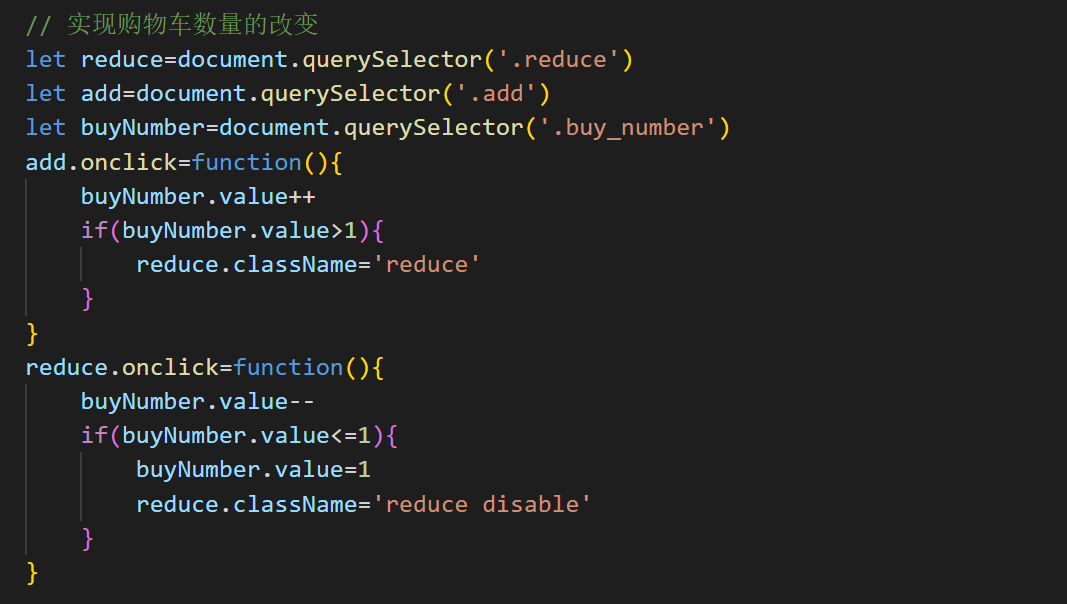 // 实现购物车数量的改变
let reduce=document.querySelector('.reduce')
let add=document.querySelector('.add')
let buyNumber=document.querySelector('.buy_number')
add.onclick=function(){
    buyNumber.value++
    if(buyNumber.value>1){
        reduce.className='reduce'
    }
}
reduce.onclick=function(){
    buyNumber.value--
    if(buyNumber.value<=1){
        buyNumber.value=1
        reduce.className='reduce disable'
    }
}